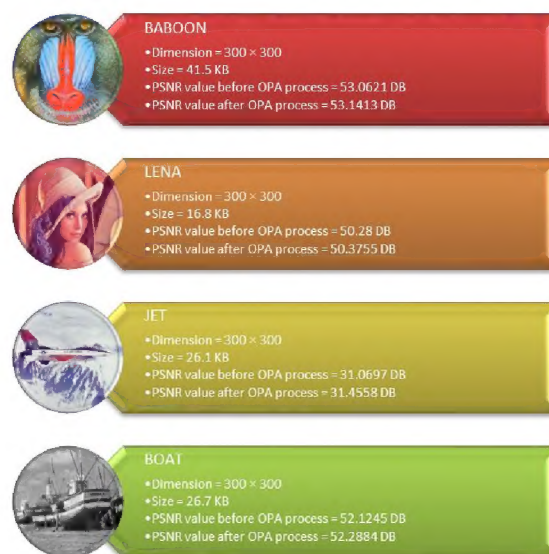 BABOON
•Dimension = 300 × 300
•Size = 41.5 KB
•PSNR value before OPA process = 53.0621 DB
•PSNR value after OPA process = 53.1413 DB
LENA
•Dimension = 300 × 300
•Size = 16.8 KB
•PSNR value before OPA process = 50.28 DB
•PSNR value after OPA process = 50.3755 DB
JET
•Dimension = 300 × 300
•Size = 26.1 KB
•PSNR value before OPA process = 31.0697 DB
•PSNR value after OPA process = 31.4558 DB
BOAT
•Dimension = 300 × 300
•Size = 26.7 KB
•PSNR value before OPA process = 52.1245 DB
•PSNR value after OPA process = 52.2884 DB